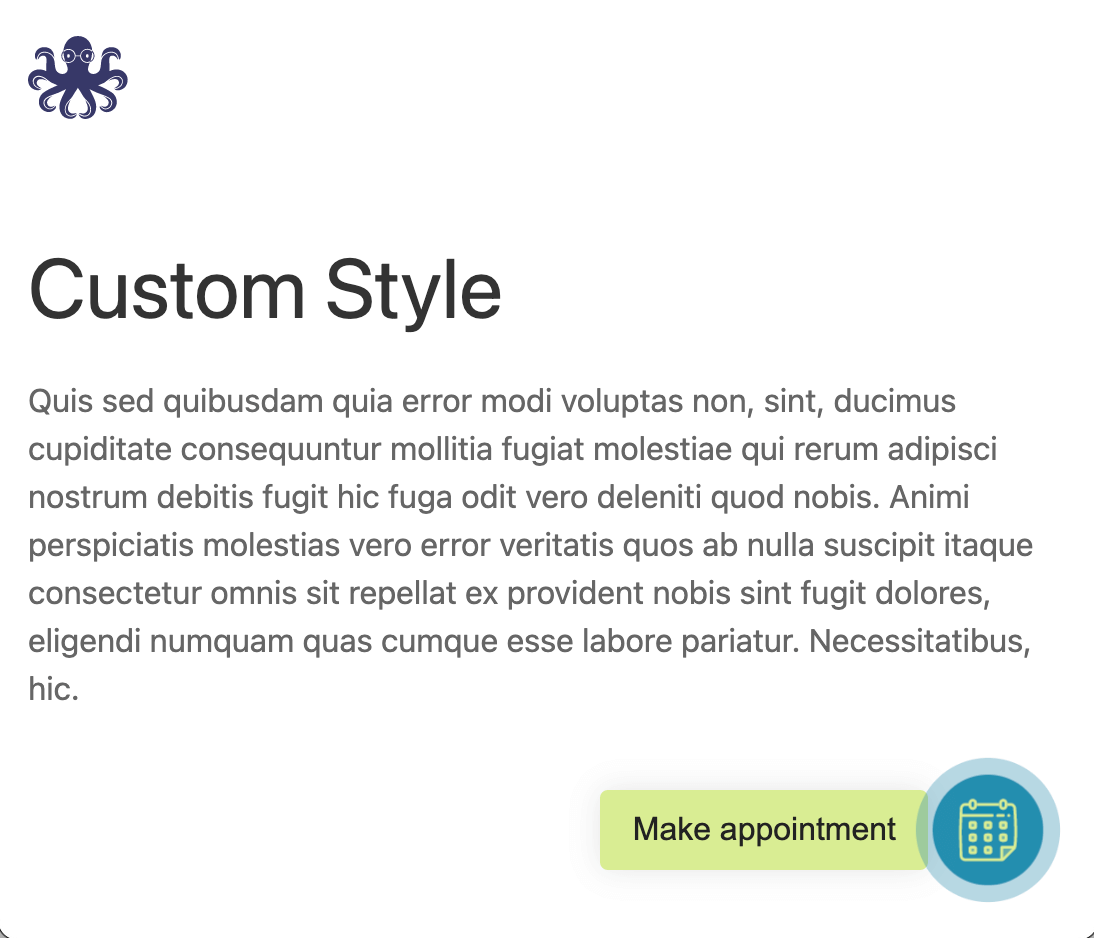 Custom Style
Quis sed quibusdam quia error modi voluptas non, sint, ducimus
cupiditate consequuntur mollitia fugiat molestiae qui rerum adipisci
nostrum debitis fugit hic fuga odit vero deleniti quod nobis. Animi
perspiciatis molestias vero error veritatis quos ab nulla suscipit itaque
consectetur omnis sit repellat ex provident nobis sint fugit dolores,
eligendi numquam quas cumque esse labore pariatur. Necessitatibus,
hic.
Make appointment